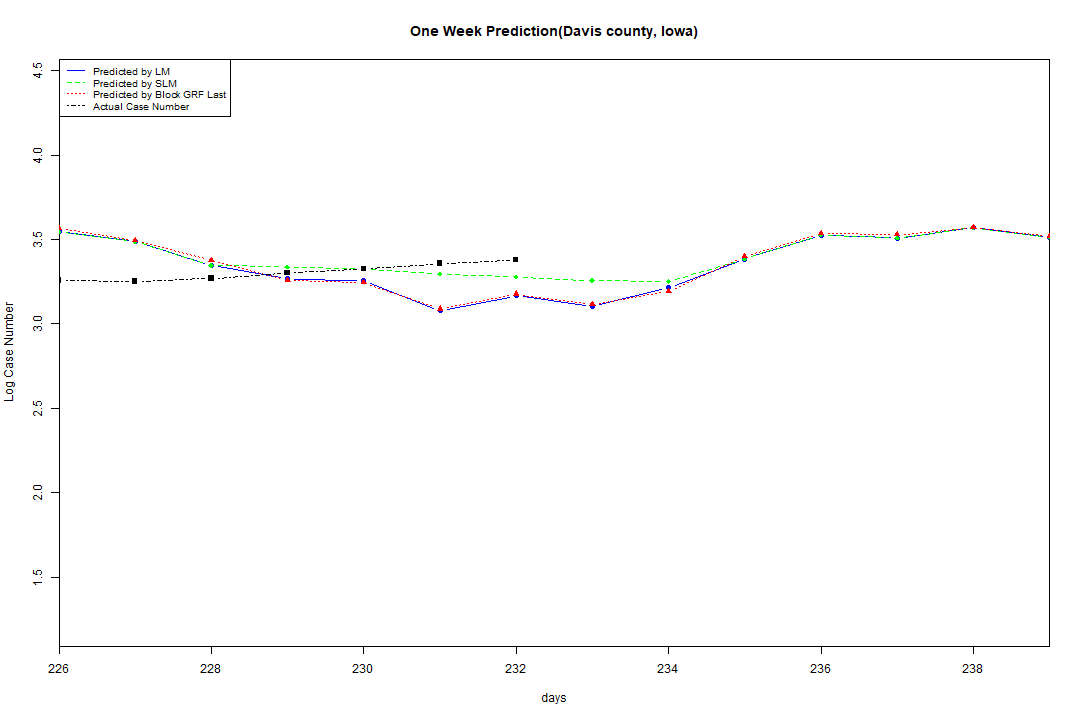 One Week Prediction(Davis county, Iowa)
Predicted by LM
Predicted by SLM
Predicted by Block GRF Last
Actual Case Number
4.5
4.0
3.5
3.0
2.5
2.0
1.5
Log Case Number
226 228 230 232 234 236 238
days